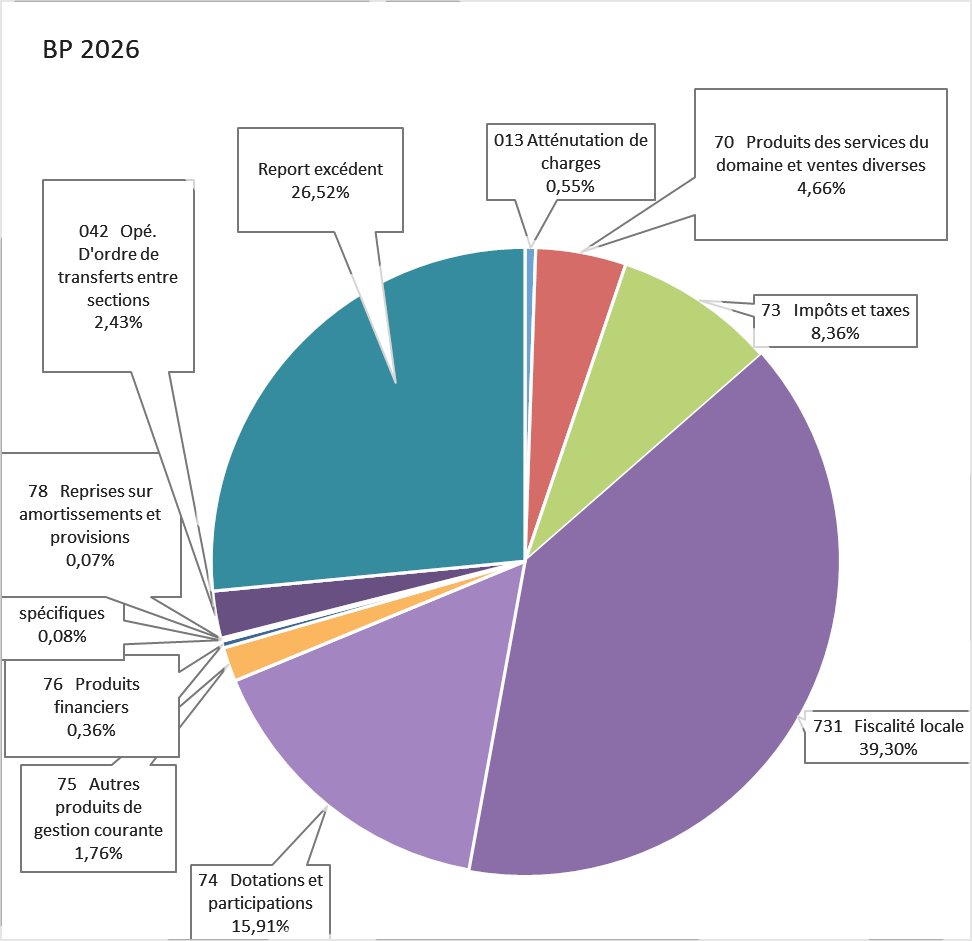 BP 2026
Report excédent
26,52%
013 Atténutation de
charges
0,55%
70 Produits des services du
domaine et ventes diverses
4,66%
042 Opé.
D'ordre de
transferts entre
sections
2,43%
73 Impôts et taxes
8,36%
78 Reprises sur
amortissements et
provisions
0,07%
spécifiques
0,08%
76 Produits
financiers
0,36%
731 Fiscalité locale
39,30%
75 Autres
produits de
gestion courante
1,76%
74 Dotations et
participations
15,91%